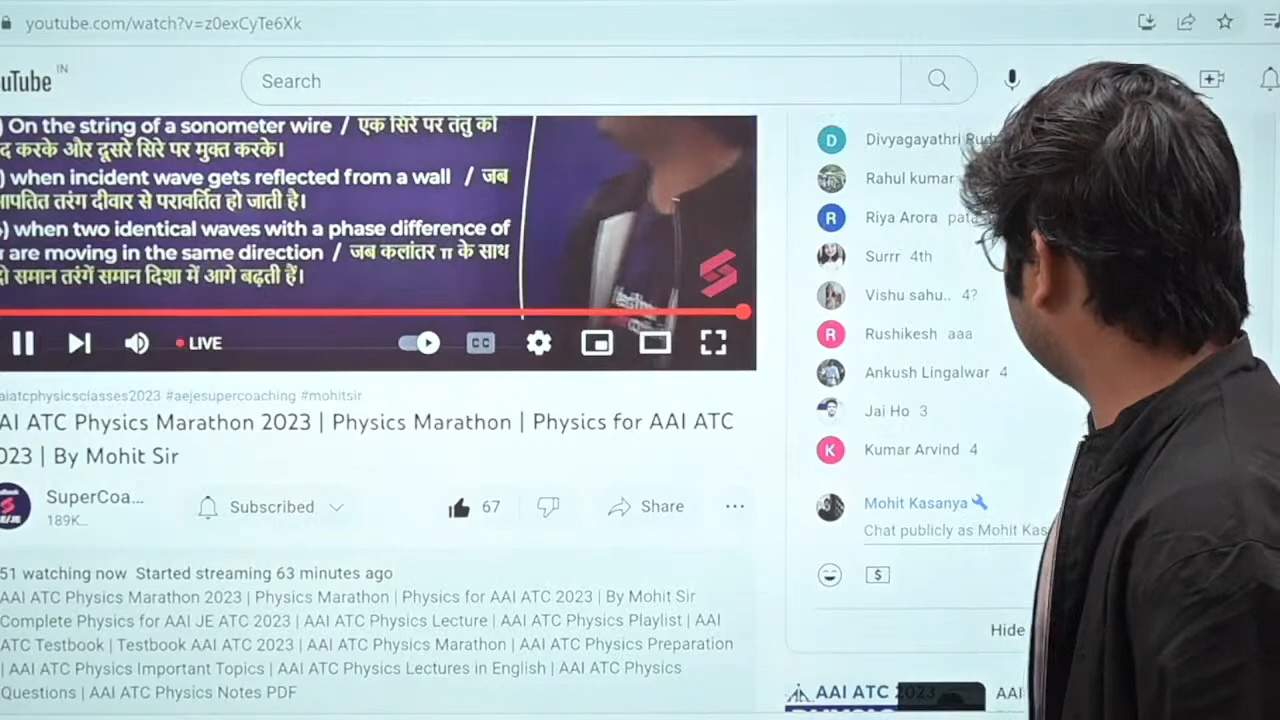 youtube.com/watch?v=z0exCyTe6Xk
uTube IN
Search
) On the string of a sonometer wire / एक सिरे पर तंतु को
द करके और दूसरे सिरे पर मुक्त करके।
) when incident wave gets reflected from a wall / जब
आपतित तरंग दीवार से परावर्तित हो जाती है।
) when two identical waves with a phase difference of
π are moving in the same direction / जब कलांतर π के साथ
दो समान तरंगें समान दिशा में आगे बढ़ती हैं।
LIVE
CC
aiatcphysicsclasses2023 #aejesupercoaching #mohitsir
AI ATC Physics Marathon 2023 | Physics Marathon | Physics for AAI ATC
023 | By Mohit Sir
SuperCoa...
189K..
Subscribed
67
Share
51 watching now Started streaming 63 minutes ago
AAI ATC Physics Marathon 2023 | Physics Marathon | Physics for AAI ATC 2023 | By Mohit Sir
Complete Physics for AAI JE ATC 2023 | AAI ATC Physics Lecture | AAI ATC Physics Playlist | AAI
ATC Testbook | Testbook AAI ATC 2023 | AAI ATC Physics Marathon | AAI ATC Physics Preparation
| AAI ATC Physics Important Topics | AAI ATC Physics Lectures in English | AAI ATC Physics
Questions | AAI ATC Physics Notes PDF
D Divyagayathri
Rahul kumar
R Riya Arora
Surrr 4th
Vishu sahu.. 4?
R Rushikesh aaa
Ankush Lingalwar 4
Jai Ho 3
K Kumar Arvind 4
Mohit Kasanya
Chat publicly as Mohit Kas
$
Hide
AAI ATC 2023
AAI